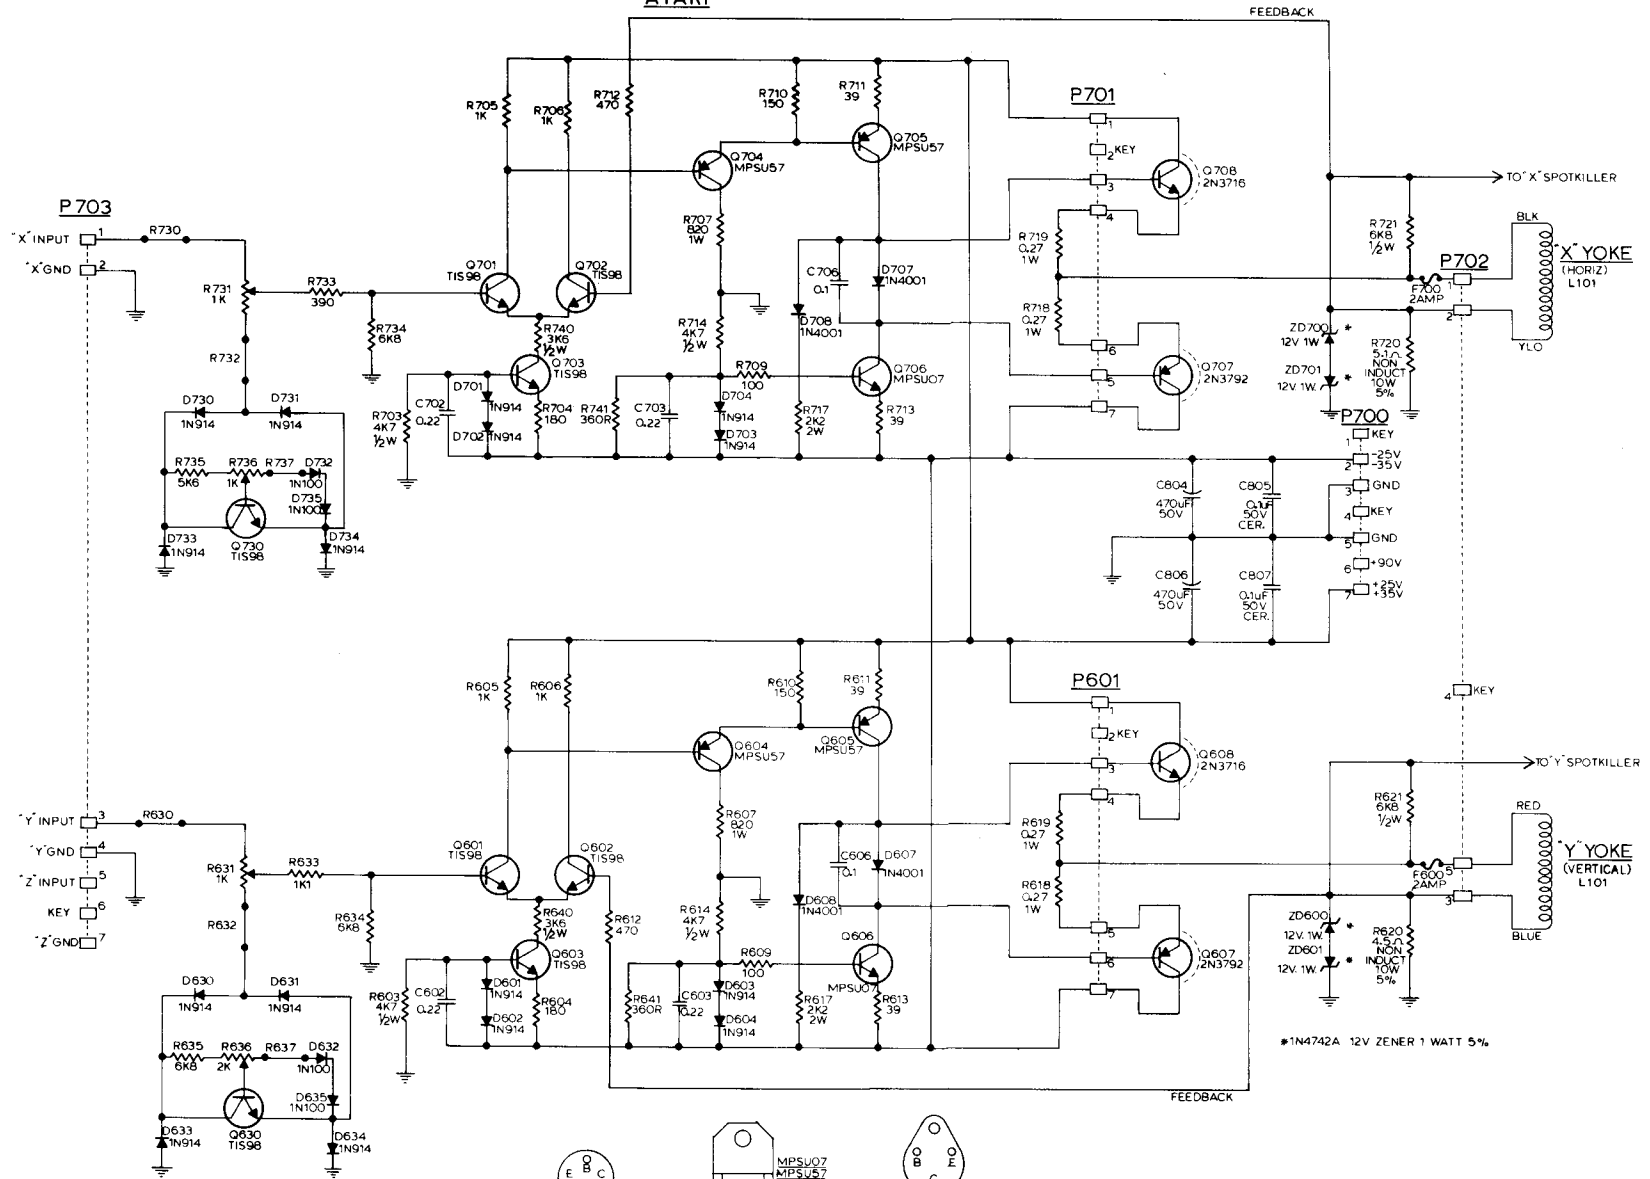 ATARI
FEEDBACK
R705
1K
R706
1K
R712
470
R710
150
R711
39
P701
1
2 KEY
3
4
6
5
7
Q704
MPSU57
Q705
MPSU57
Q708
2N3716
TO "X" SPOTKILLER
P703
"X" INPUT
1
"X" GND
2
R730
R731
1K
R733
390
R734
6K8
R732
Q701
TIS98
Q702
TIS98
R707
820
1W
R740
3K6
1/2W
R714
4K7
1/2W
C706
0.1
D707
1N4001
D708
1N4001
R719
0.27
1W
R718
0.27
1W
R721
6K8
1/2W
P702
1
2
F700
2AMP
BLK
YLO
"X" YOKE
(HORIZ)
L101
ZD700 *
12V 1W
ZD701 *
12V 1W.
R720
5.1Ω
NON
INDUCT
10W
5%
Q703
TIS98
R709
100
Q706
MPSU07
Q707
2N3792
D730
1N914
D731
1N914
R703
4K7
1/2W
C702
0.22
D701
1N914
D702
1N914
R704
180
R741
360R
C703
0.22
D704
1N914
D703
1N914
R717
2K2
2W
R713
39
R735
5K6
R736
1K
R737
D732
1N100
D735
1N100
D733
1N914
Q730
TIS98
D734
1N914
P700
1 KEY
2 -25V
-35V
3 GND
4 KEY
5 GND
6 +90V
7 +25V
+35V
C804
470uF
50V
C805
0.1uF
50V
CER.
C806
470uF
50V
C807
0.1uF
50V
CER.
R605
1K
R606
1K
R610
150
R611
39
P601
1
2 KEY
3
4
5
6
7
4 KEY
Q604
MPSU57
Q605
MPSU57
Q608
2N3716
TO "Y" SPOTKILLER
"Y" INPUT
3
"Y" GND
4
"Z" INPUT
5
KEY
6
"Z" GND
7
R630
R631
1K
R633
1K1
R634
6K8
R632
Q601
TIS98
Q602
TIS98
R607
820
1W
R640
3K6
1/2W
R612
470
R614
4K7
1/2W
C606
0.1
D607
1N4001
D608
1N4001
R619
0.27
1W
R618
0.27
1W
R621
6K8
1/2W
F600
2AMP
5
3
RED
BLUE
"Y" YOKE
(VERTICAL)
L101
ZD600 *
12V. 1W.
ZD601 *
12V. 1W.
R620
4.5Ω
NON
INDUCT
10W
5%
Q603
TIS98
R609
100
Q606
MPSU07
Q607
2N3792
D630
1N914
D631
1N914
R603
4K7
1/2W
C602
0.22
D601
1N914
D602
1N914
R604
180
R641
360R
C603
0.22
D603
1N914
D604
1N914
R617
2K2
2W
R613
39
R635
6K8
R636
2K
R637
D632
1N100
D635
1N100
D633
1N914
Q630
TIS98
D634
1N914
*1N4742A 12V ZENER 1 WATT 5%
FEEDBACK
E B C
MPSU07
MPSU57
B E